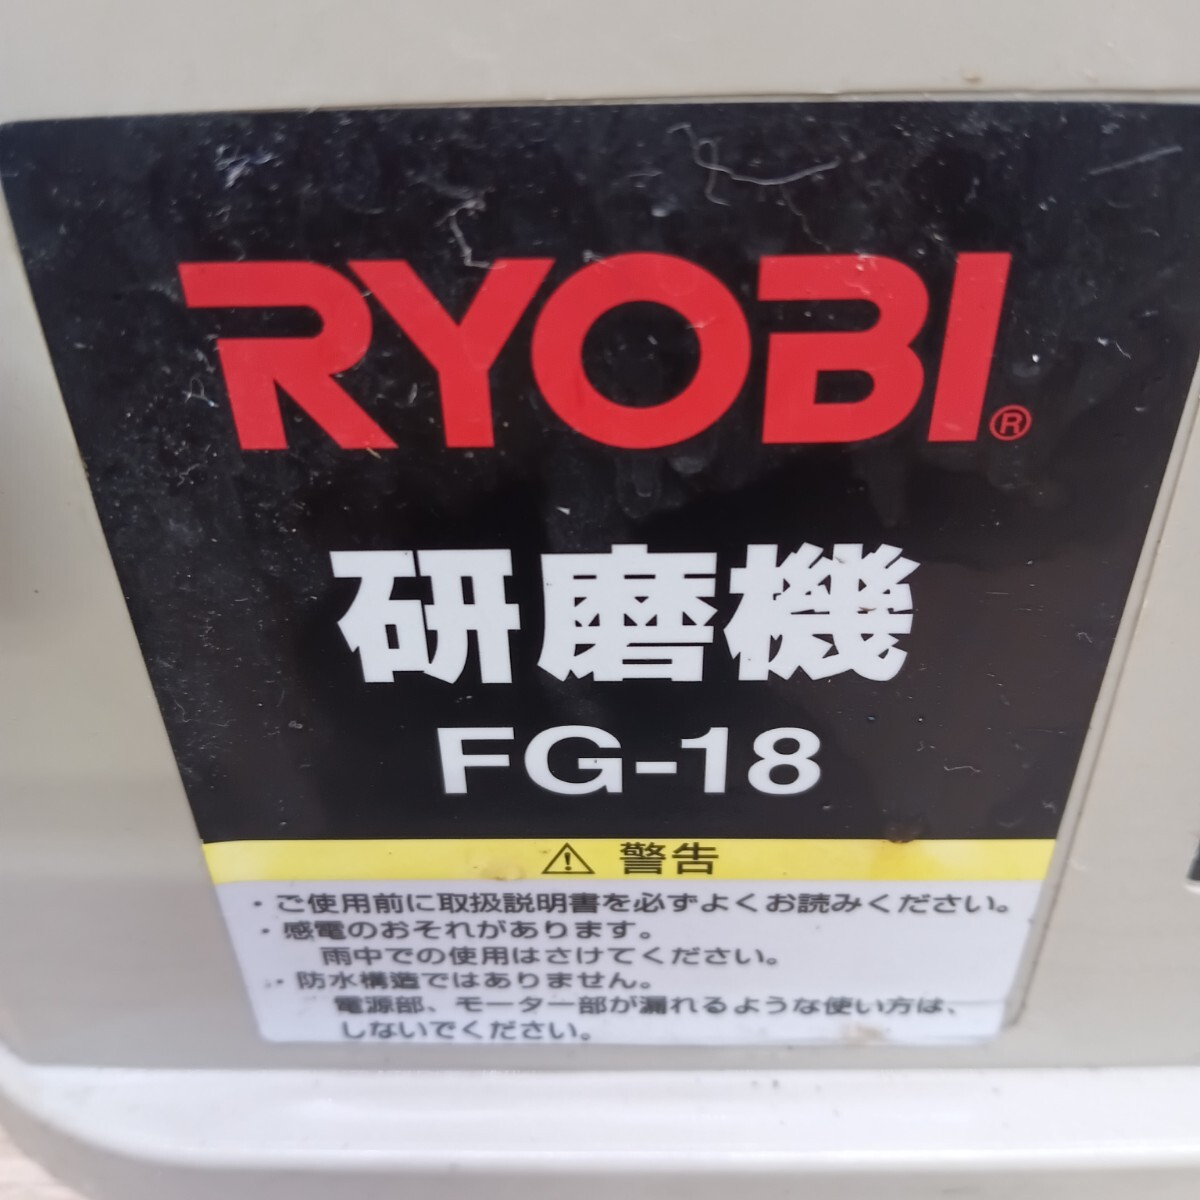 RYOBI®
研磨機
FG-18
⚠ 警告
・ご使用前に取扱説明書を必ずよくお読みください。
・感電のおそれがあります。
雨中での使用はさけてください。
・防水構造ではありません。
電源部、モーター部が漏れるような使い方は、
しないでください。